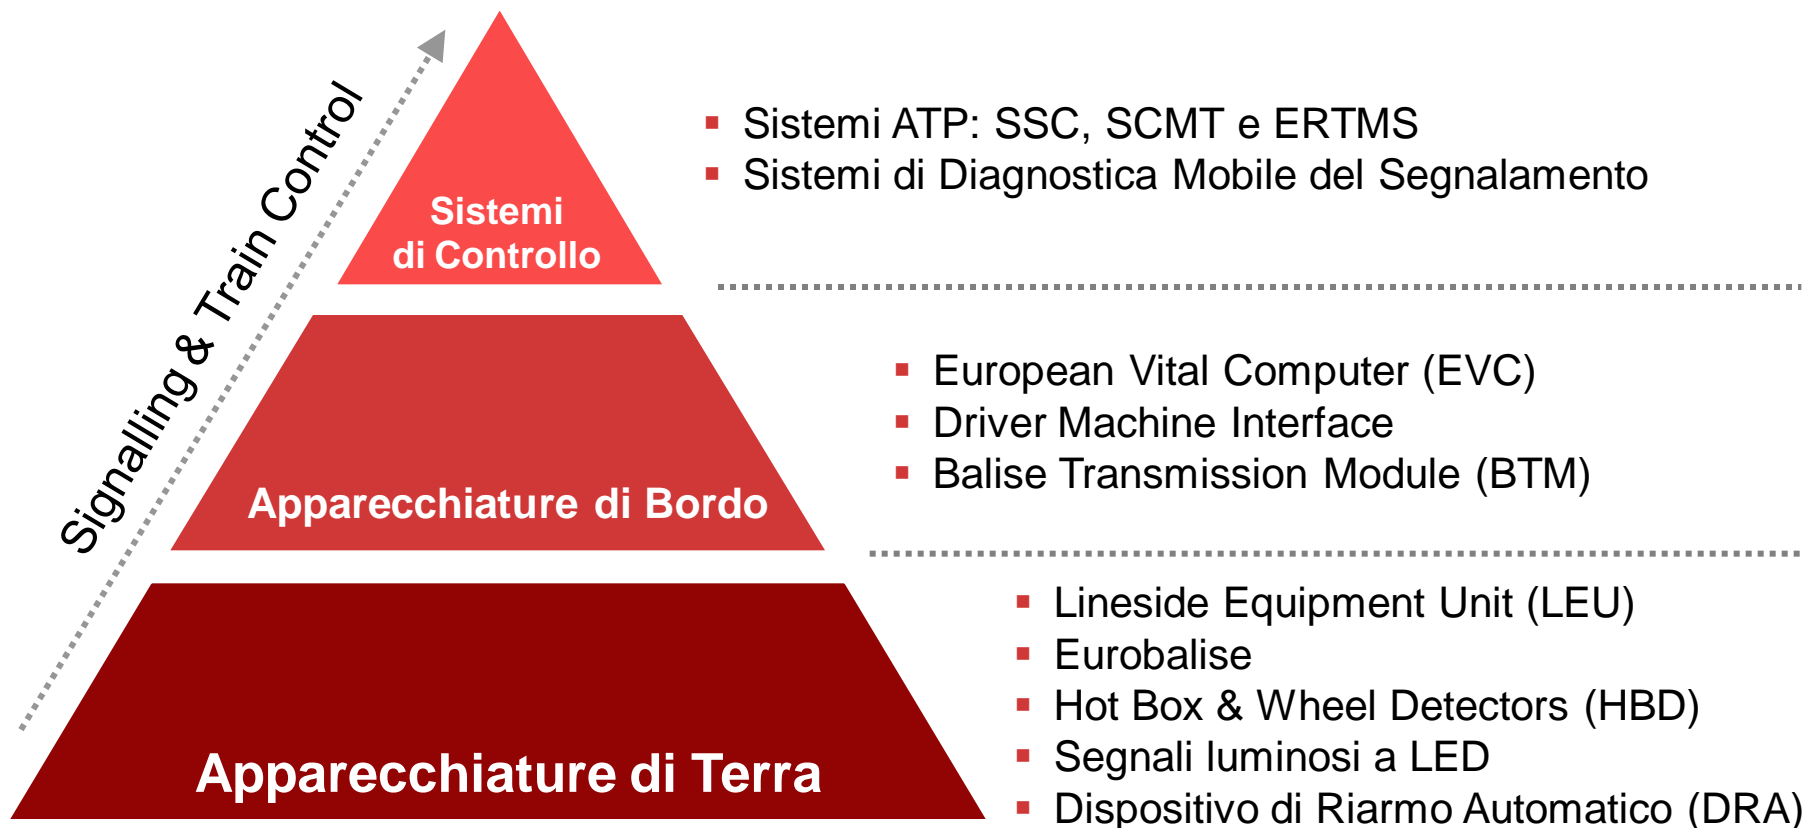 Signalling & Train Control
Sistemi
di Controllo
▪ Sistemi ATP: SSC, SCMT e ERTMS
▪ Sistemi di Diagnostica Mobile del Segnalamento
Apparecchiature di Bordo
▪ European Vital Computer (EVC)
▪ Driver Machine Interface
▪ Balise Transmission Module (BTM)
Apparecchiature di Terra
▪ Lineside Equipment Unit (LEU)
▪ Eurobalise
▪ Hot Box & Wheel Detectors (HBD)
▪ Segnali luminosi a LED
▪ Dispositivo di Riarmo Automatico (DRA)